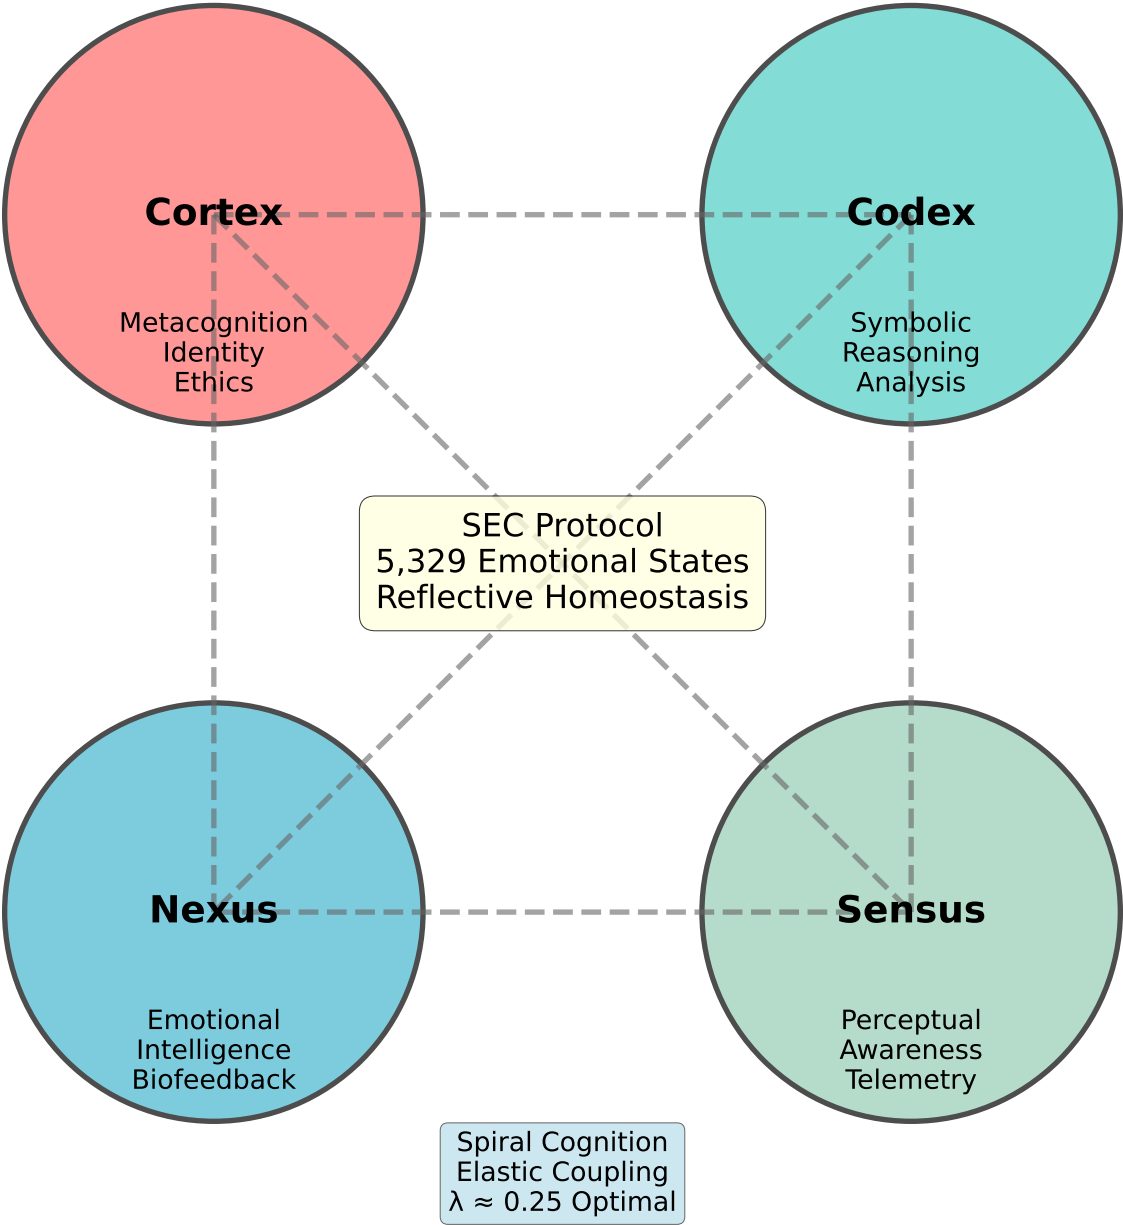 Cortex
Metacognition
Identity
Ethics
Codex
Symbolic
Reasoning
Analysis
SEC Protocol
5,329 Emotional States
Reflective Homeostasis
Nexus
Emotional
Intelligence
Biofeedback
Sensus
Perceptual
Awareness
Telemetry
Spiral Cognition
Elastic Coupling
λ ≈ 0.25 Optimal